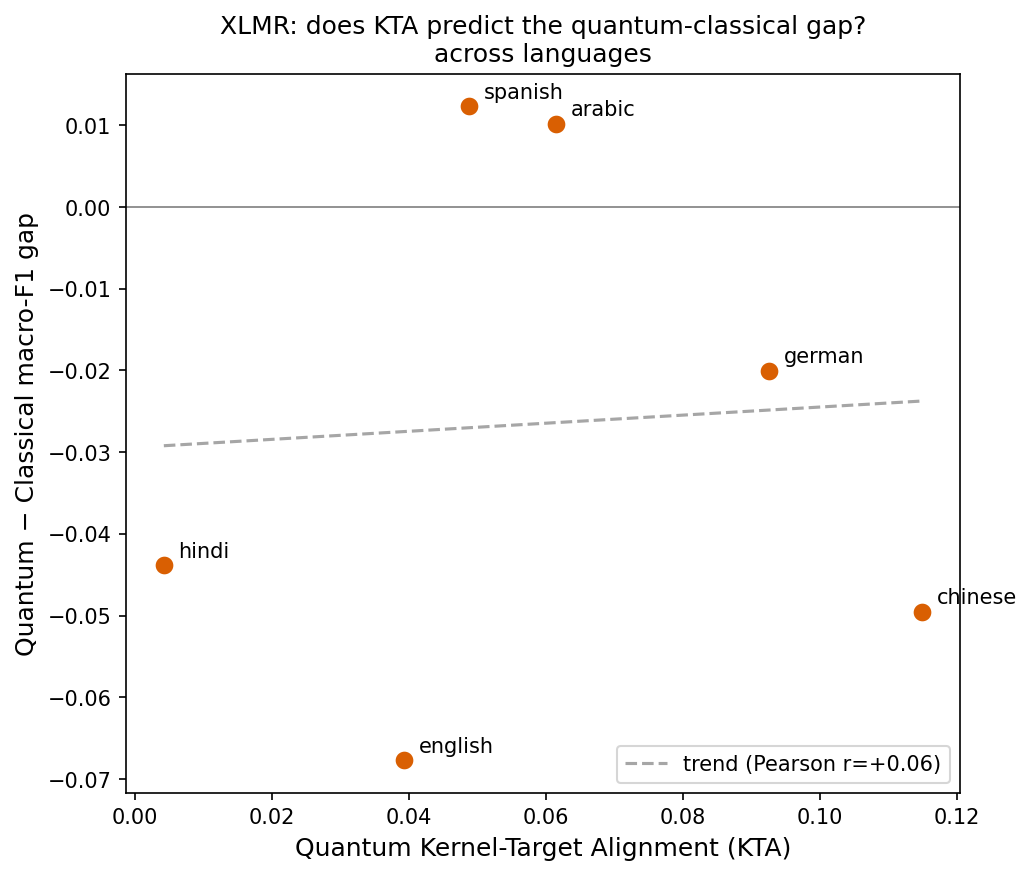 XLMR: does KTA predict the quantum-classical gap?
across languages
Quantum − Classical macro-F1 gap
0.01
0.00
−0.01
−0.02
−0.03
−0.04
−0.05
−0.06
−0.07
spanish
arabic
german
hindi
chinese
english
trend (Pearson r=+0.06)
0.00 0.02 0.04 0.06 0.08 0.10 0.12
Quantum Kernel-Target Alignment (KTA)